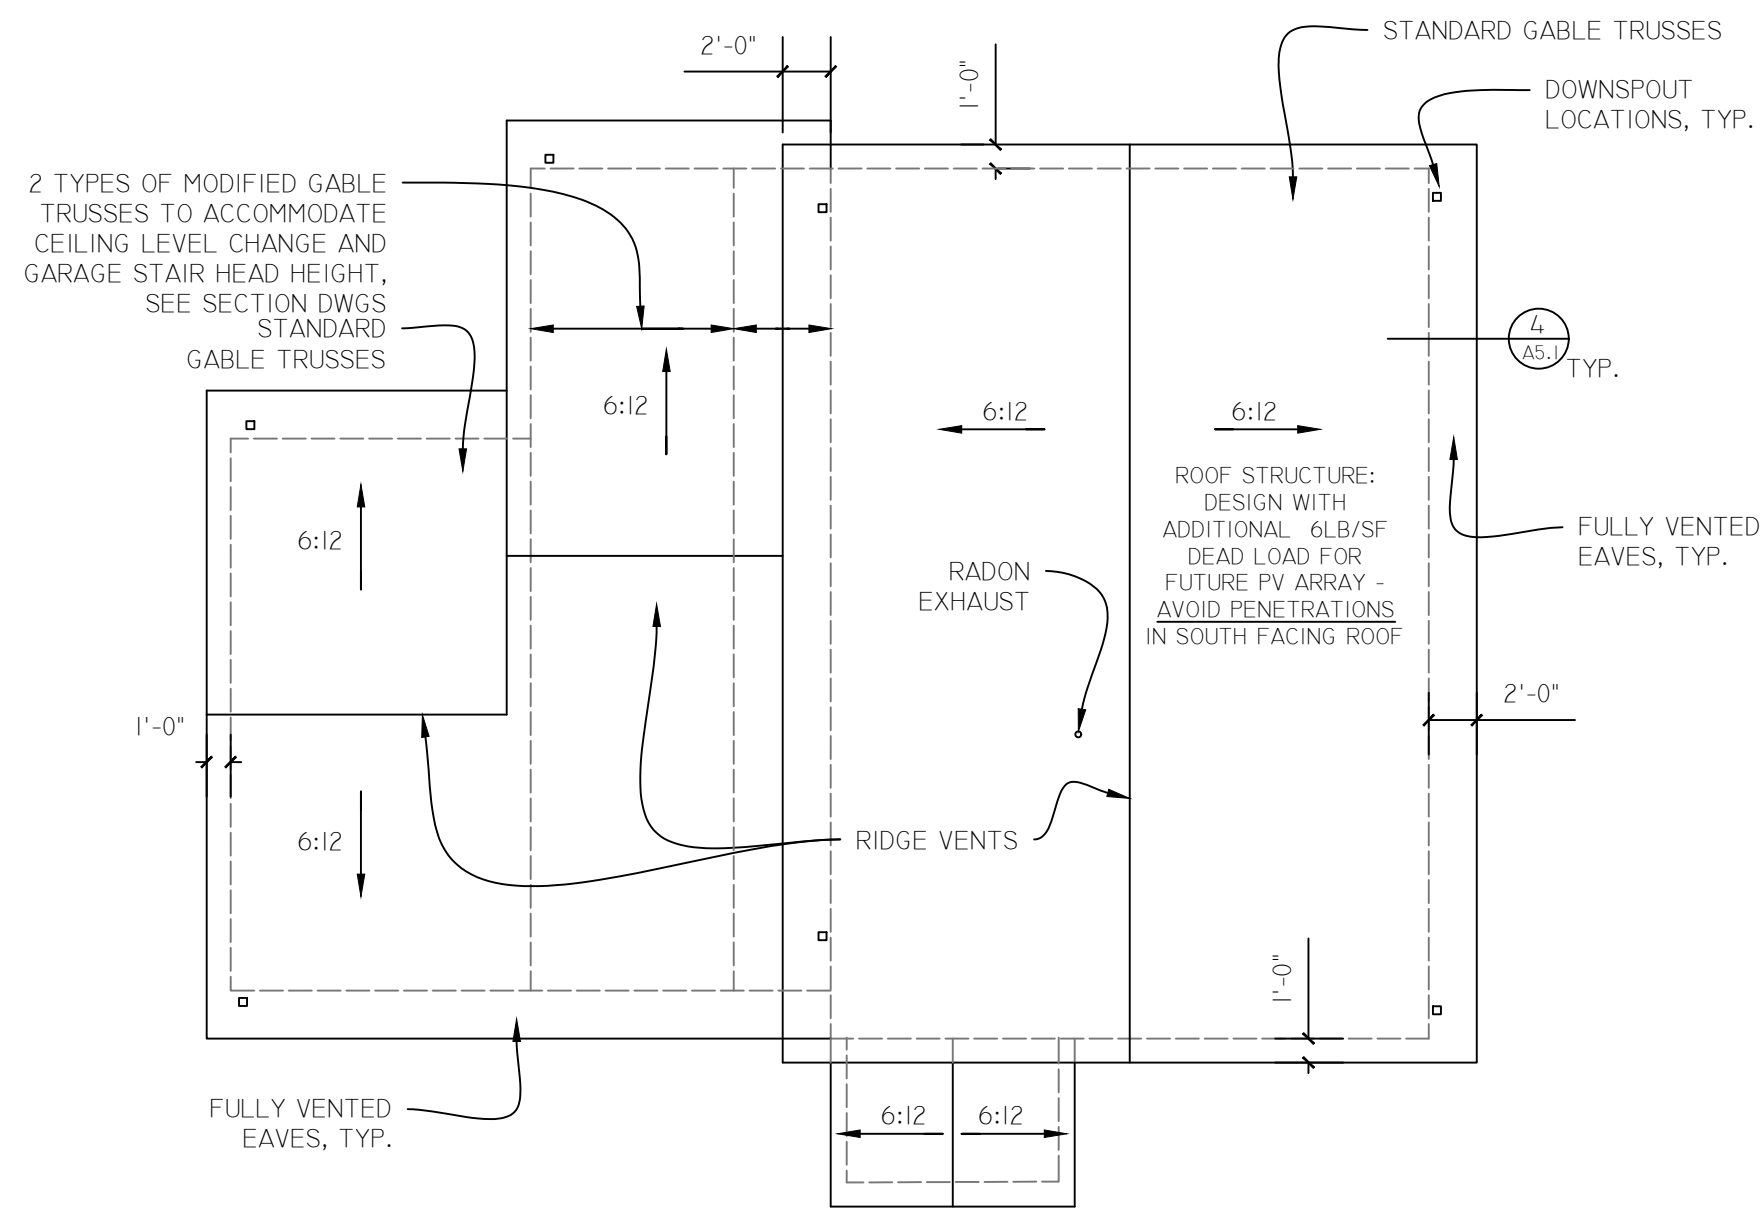 STANDARD GABLE TRUSSES
2'-0"
1'-0"
DOWNSPOUT
LOCATIONS, TYP.
2 TYPES OF MODIFIED GABLE
TRUSSES TO ACCOMMODATE
CEILING LEVEL CHANGE AND
GARAGE STAIR HEAD HEIGHT,
SEE SECTION DWGS
STANDARD
GABLE TRUSSES
4
A5.1
TYP.
6:12
6:12
6:12
ROOF STRUCTURE:
DESIGN WITH
ADDITIONAL 6LB/SF
DEAD LOAD FOR
FUTURE PV ARRAY -
AVOID PENETRATIONS
IN SOUTH FACING ROOF
6:12
FULLY VENTED
EAVES, TYP.
RADON
EXHAUST
2'-0"
1'-0"
6:12
RIDGE VENTS
1'-0"
FULLY VENTED
EAVES, TYP.
6:12
6:12